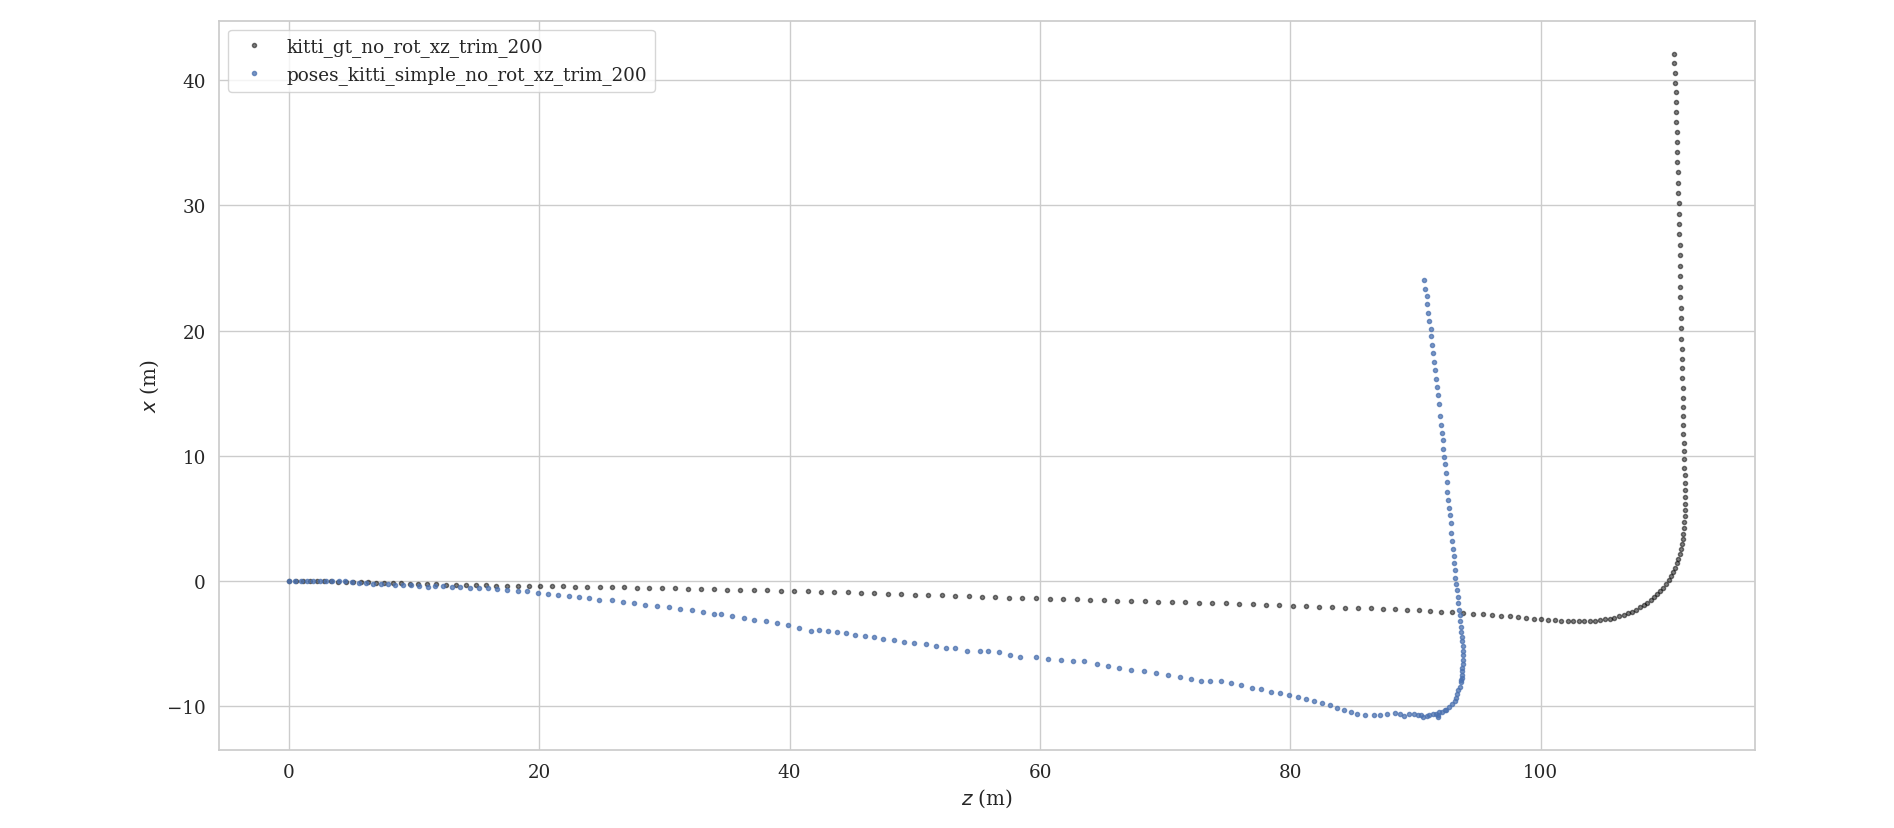 kitti_gt_no_rot_xz_trim_200
poses_kitti_simple_no_rot_xz_trim_200
40
30
20
10
0
−10
x (m)
0 20 40 60 80 100
z (m)